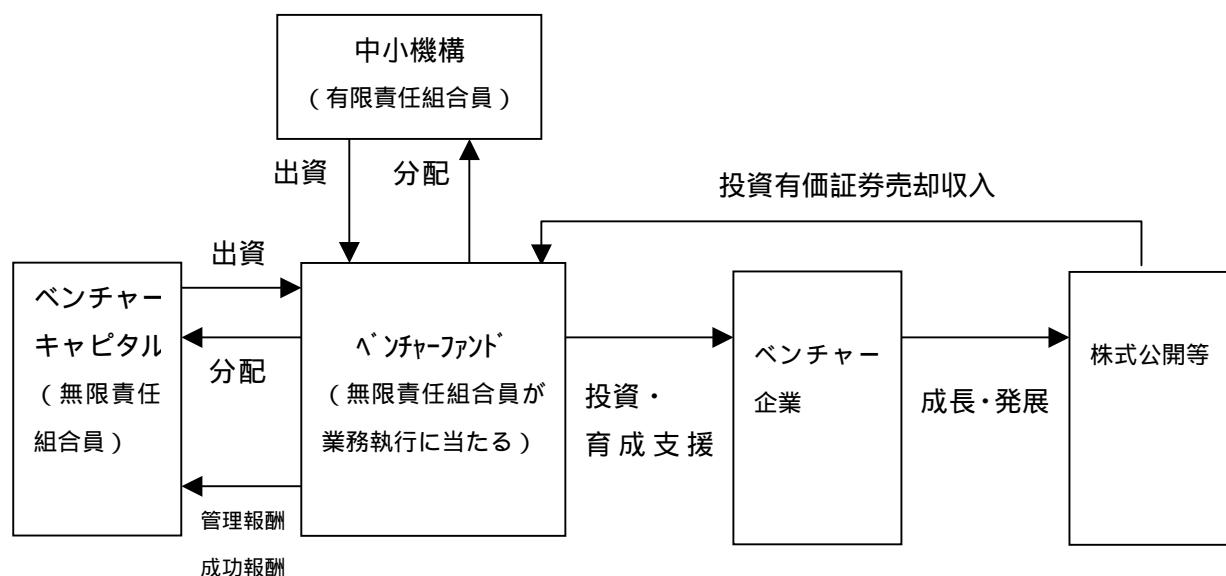 中小機構
（有限責任組合員）
出資
分配
投資有価証券売却収入
出資
ベンチャー
キャピタル
（無限責任
組合員）
分配
ﾍﾞﾝﾁｬｰﾌｧﾝﾄﾞ
（無限責任組合員が
業務執行に当たる）
投資・
育成支援
ベンチャー
企業
成長・発展
株式公開等
管理報酬
成功報酬